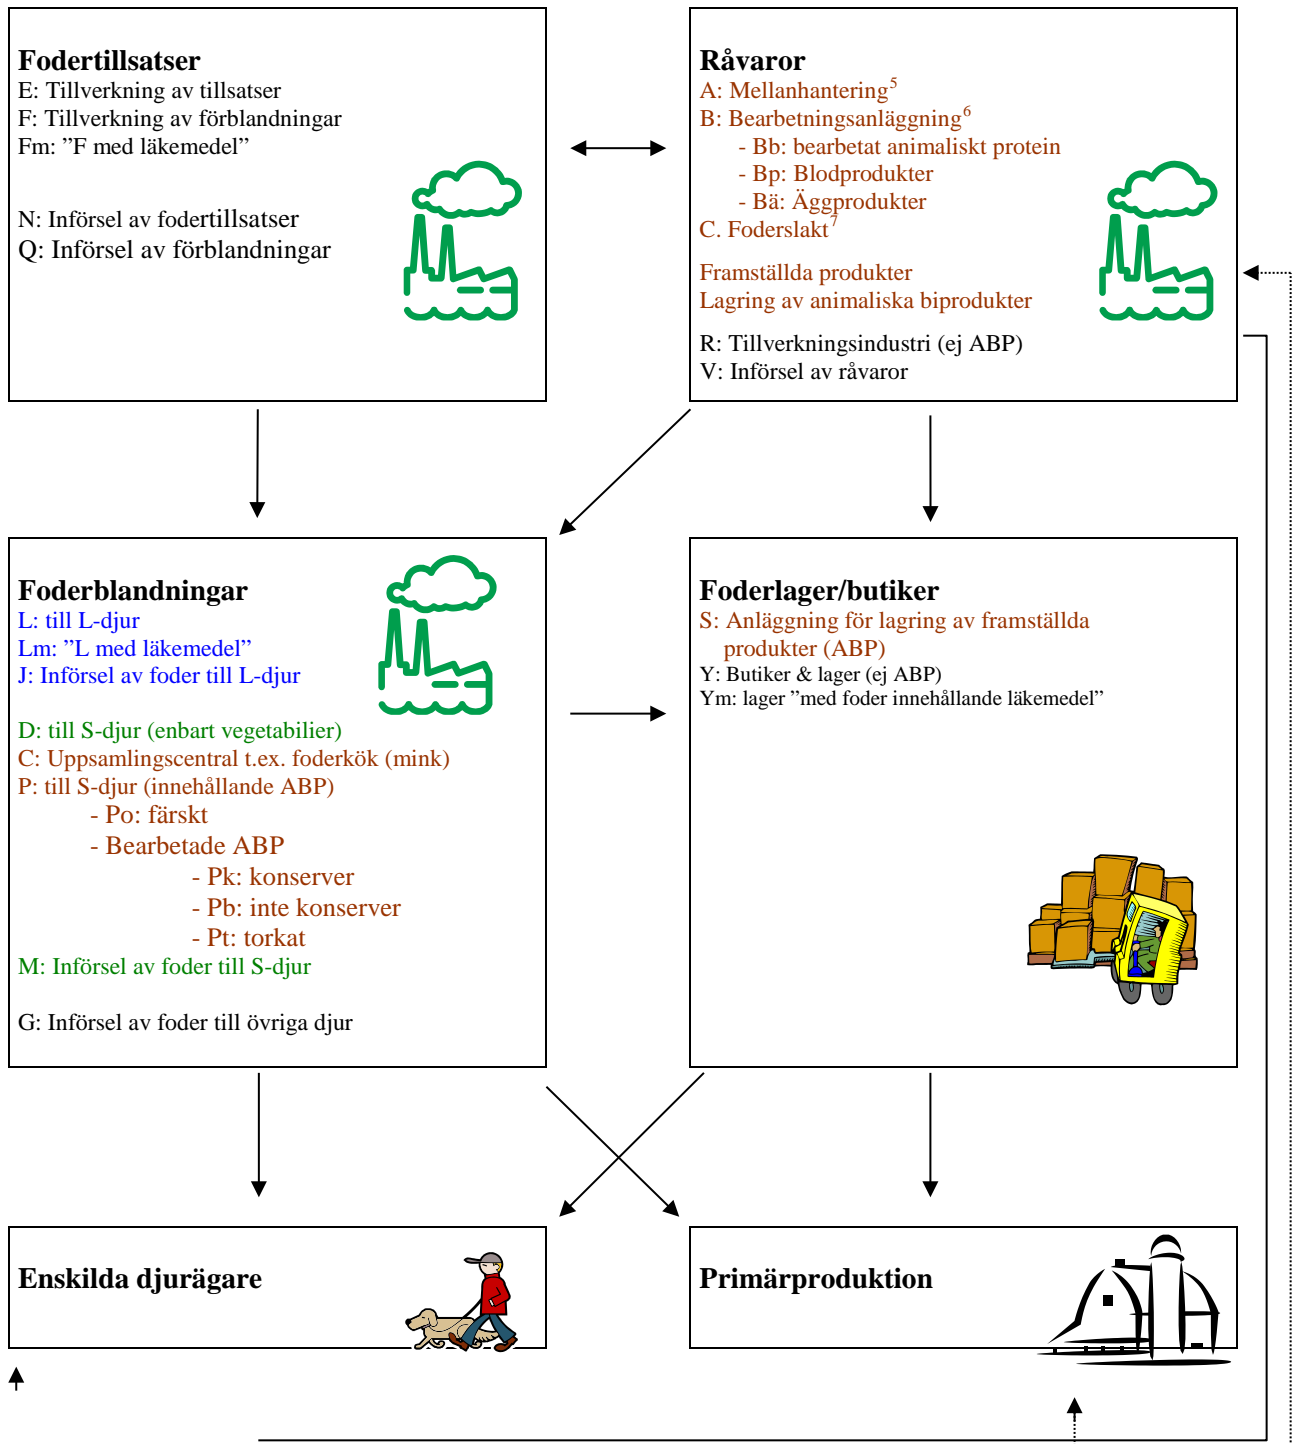 Fodertillsatser
E: Tillverkning av tillsatser
F: Tillverkning av förblandningar
Fm: ”F med läkemedel”
N: Införsel av fodertillsatser
Q: Införsel av förblandningar
Råvaror
A: Mellanhantering5
B: Bearbetningsanläggning6
- Bb: bearbetat animaliskt protein
- Bp: Blodprodukter
- Bä: Äggprodukter
C. Foderslakt7
Framställda produkter
Lagring av animaliska biprodukter
R: Tillverkningsindustri (ej ABP)
V: Införsel av råvaror
Foderblandningar
L: till L-djur
Lm: ”L med läkemedel”
J: Införsel av foder till L-djur
D: till S-djur (enbart vegetabilier)
C: Uppsamlingscentral t.ex. foderkök (mink)
P: till S-djur (innehållande ABP)
- Po: färskt
- Bearbetade ABP
- Pk: konserver
- Pb: inte konserver
- Pt: torkat
M: Införsel av foder till S-djur
G: Införsel av foder till övriga djur
Foderlager/butiker
S: Anläggning för lagring av framställda
produkter (ABP)
Y: Butiker & lager (ej ABP)
Ym: lager ”med foder innehållande läkemedel”
Enskilda djurägare
Primärproduktion